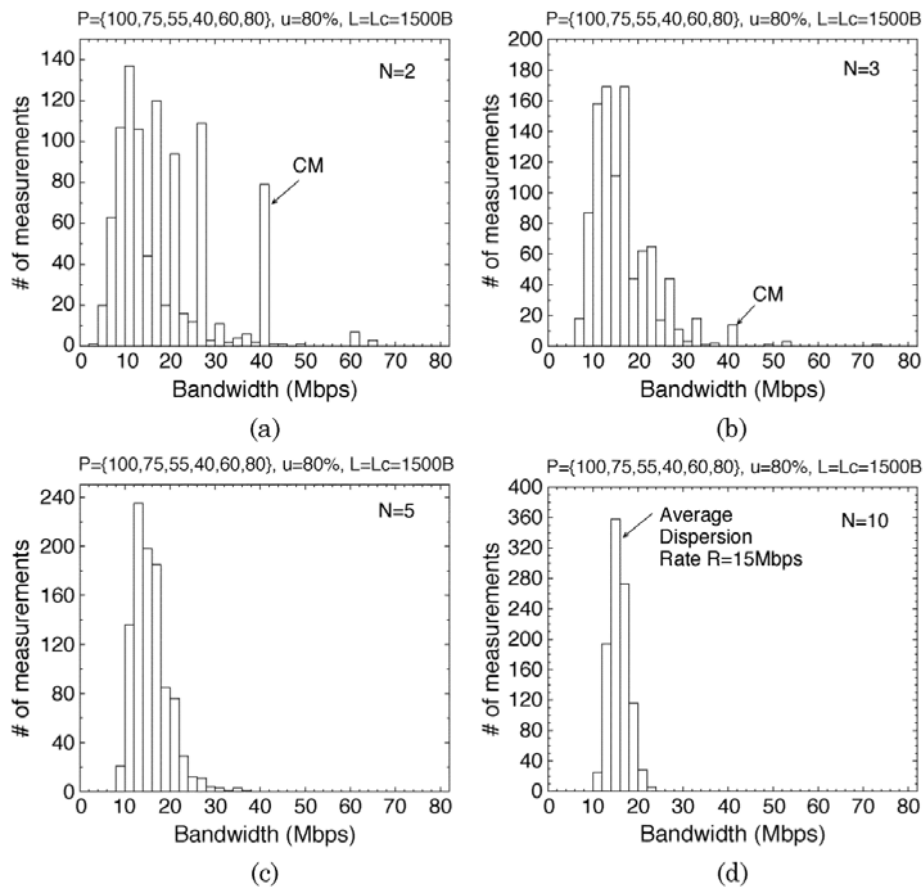 P={100,75,55,40,60,80}, u=80%, L=Lc=1500B
N=2
CM
# of measurements
140
120
100
80
60
40
20
0
0 10 20 30 40 50 60 70 80
Bandwidth (Mbps)
(a)
P={100,75,55,40,60,80}, u=80%, L=Lc=1500B
N=3
CM
# of measurements
200
180
160
140
120
100
80
60
40
20
0
0 10 20 30 40 50 60 70 80
Bandwidth (Mbps)
(b)
P={100,75,55,40,60,80}, u=80%, L=Lc=1500B
N=5
# of measurements
240
200
160
120
80
40
0
0 10 20 30 40 50 60 70 80
Bandwidth (Mbps)
(c)
P={100,75,55,40,60,80}, u=80%, L=Lc=1500B
N=10
Average
Dispersion
Rate R=15Mbps
# of measurements
400
360
320
280
240
200
160
120
80
40
0
0 10 20 30 40 50 60 70 80
Bandwidth (Mbps)
(d)